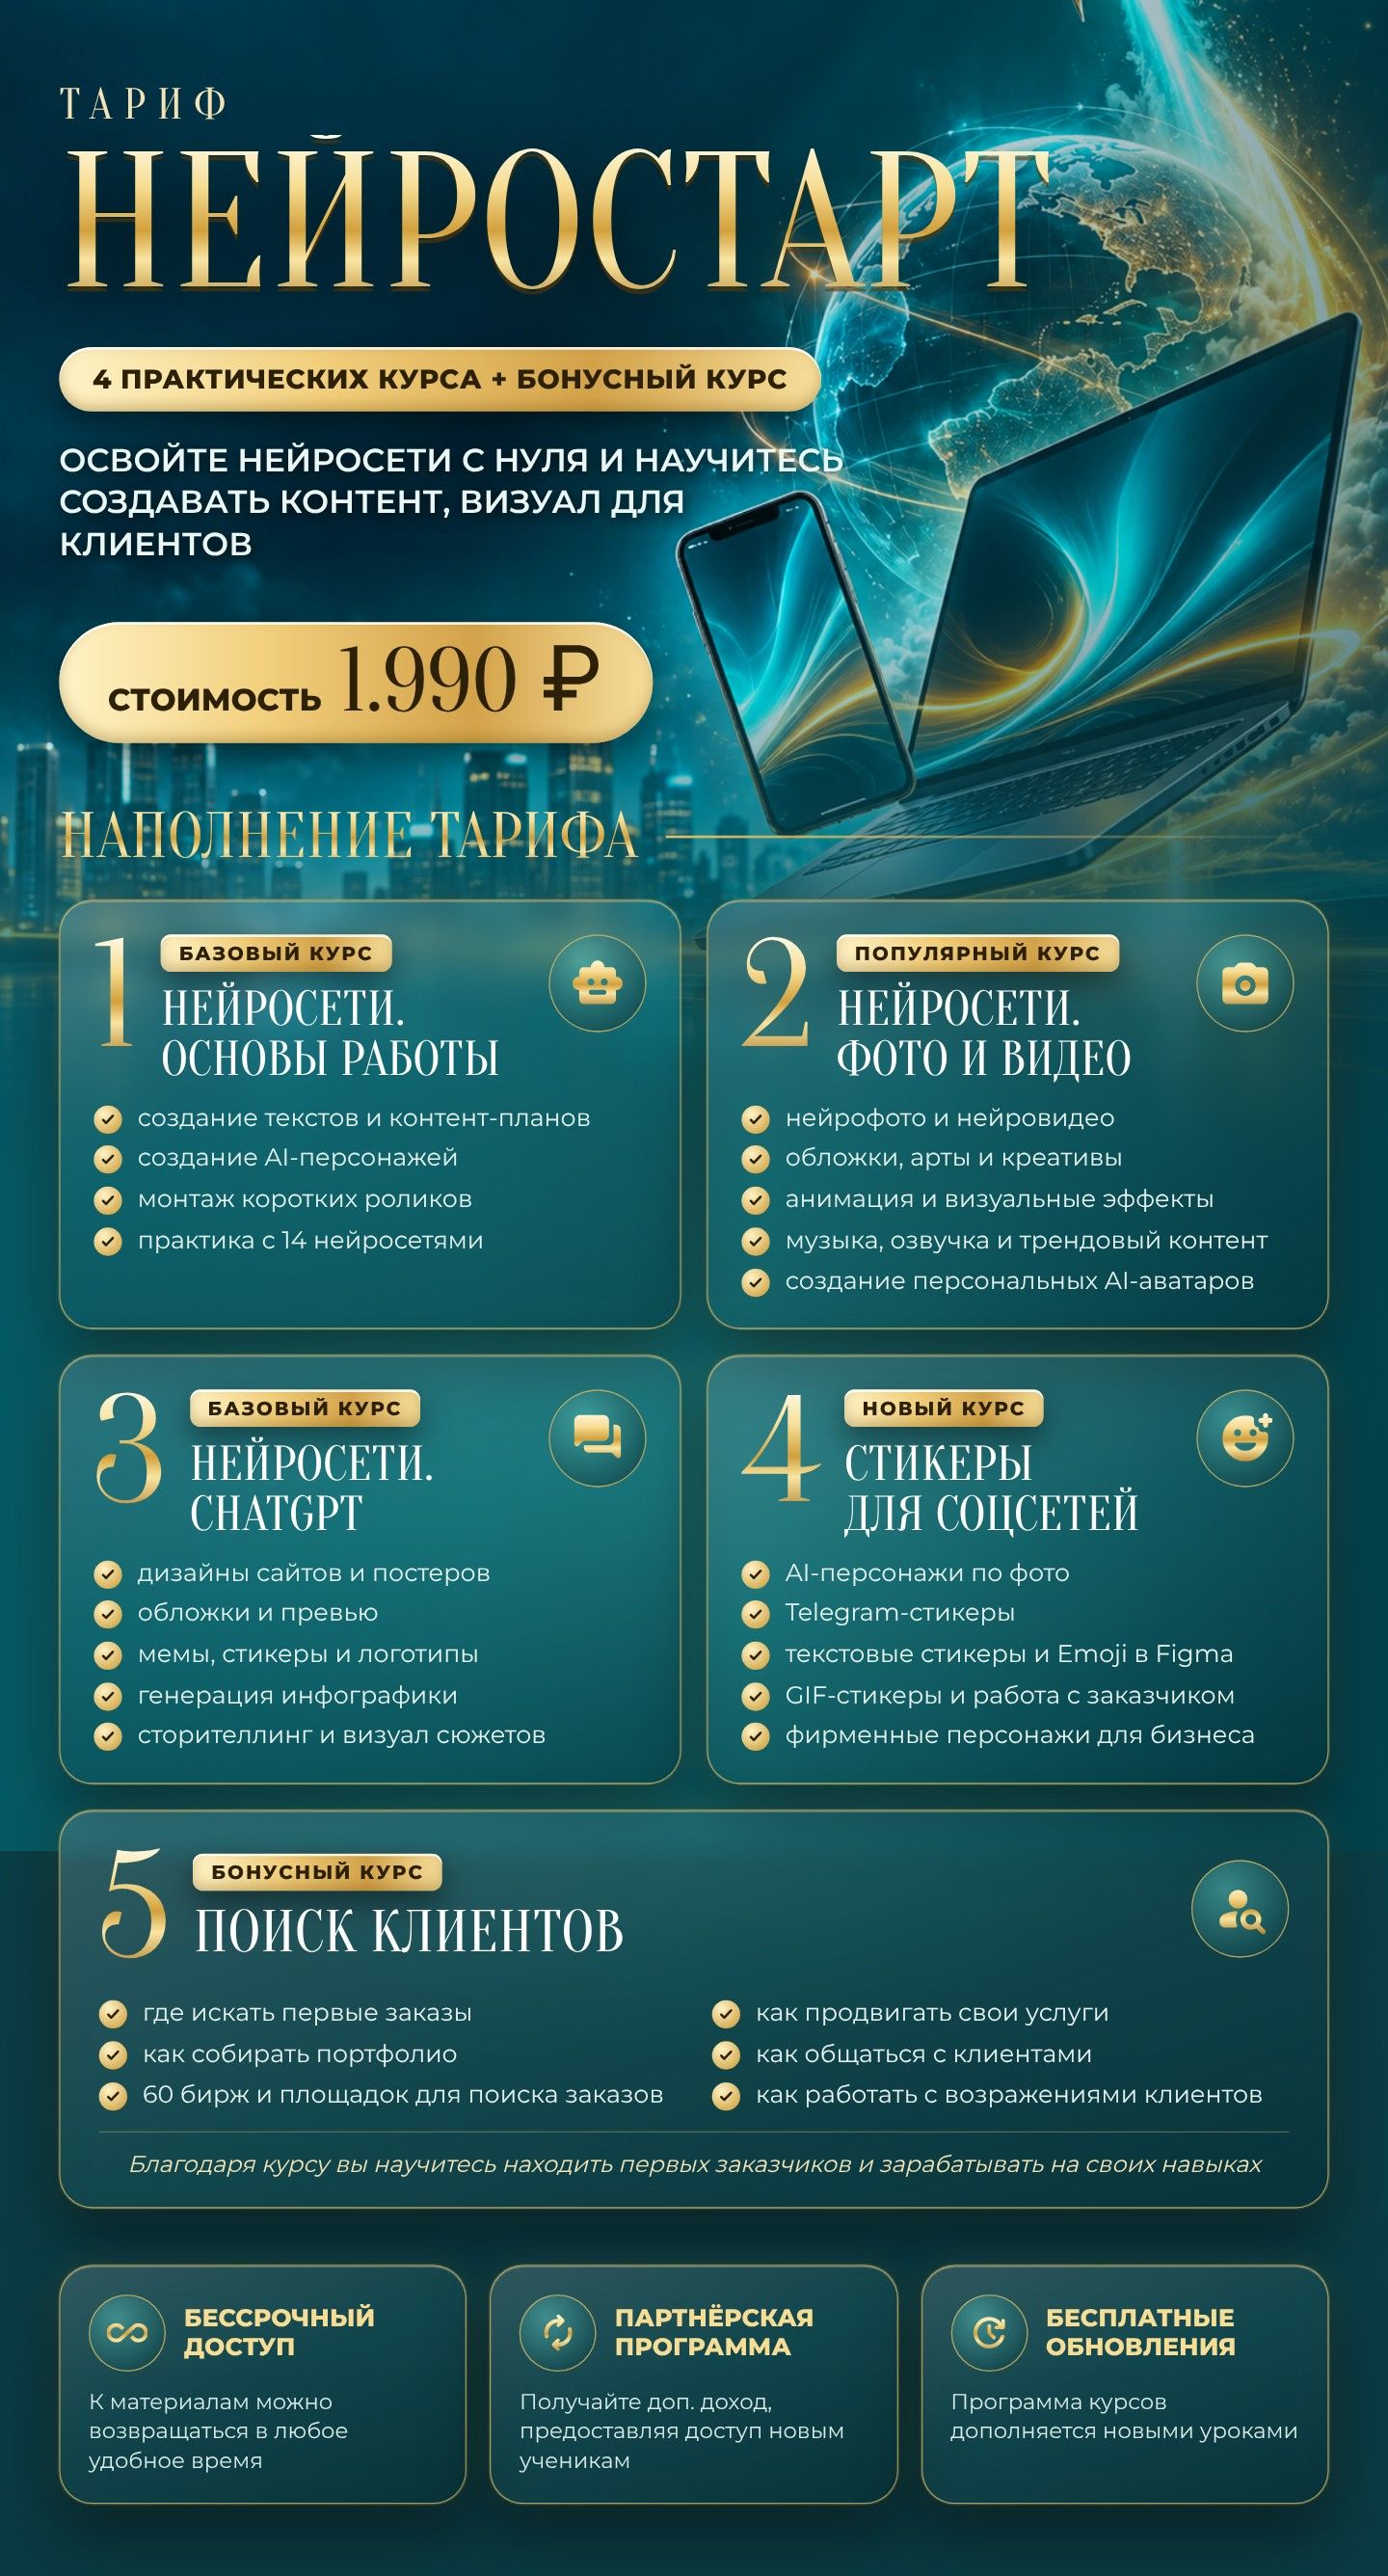 ТАРИФ
НЕЙРОСТАРТ
4 ПРАКТИЧЕСКИХ КУРСА + БОНУСНЫЙ КУРС
ОСВОЙТЕ НЕЙРОСЕТИ С НУЛЯ И НАУЧИТЕСЬ
СОЗДАВАТЬ КОНТЕНТ, ВИЗУАЛ ДЛЯ
КЛИЕНТОВ
СТОИМОСТЬ 1.990 ₽
НАПОЛНЕНИЕ ТАРИФА
1
БАЗОВЫЙ КУРС
НЕЙРОСЕТИ.
ОСНОВЫ РАБОТЫ
создание текстов и контент-планов
создание AI-персонажей
монтаж коротких роликов
практика с 14 нейросетями
2
ПОПУЛЯРНЫЙ КУРС
НЕЙРОСЕТИ.
ФОТО И ВИДЕО
нейрофото и нейровидео
обложки, арты и креативы
анимация и визуальные эффекты
музыка, озвучка и трендовый контент
создание персональных AI-аватаров
3
БАЗОВЫЙ КУРС
НЕЙРОСЕТИ.
CHATGPT
дизайны сайтов и постеров
обложки и превью
мемы, стикеры и логотипы
генерация инфографики
сторителлинг и визуал сюжетов
4
НОВЫЙ КУРС
СТИКЕРЫ
ДЛЯ СОЦСЕТЕЙ
AI-персонажи по фото
Telegram-стикеры
текстовые стикеры и Emoji в Figma
GIF-стикеры и работа с заказчиком
фирменные персонажи для бизнеса
5
БОНУСНЫЙ КУРС
ПОИСК КЛИЕНТОВ
где искать первые заказы
как собирать портфолио
60 бирж и площадок для поиска заказов
как продвигать свои услуги
как общаться с клиентами
как работать с возражениями клиентов
Благодаря курсу вы научитесь находить первых заказчиков и зарабатывать на своих навыках
БЕССРОЧНЫЙ
ДОСТУП
К материалам можно
возвращаться в любое
удобное время
ПАРТНЁРСКАЯ
ПРОГРАММА
Получайте доп. доход,
предоставляя доступ новым
ученикам
БЕСПЛАТНЫЕ
ОБНОВЛЕНИЯ
Программа курсов
дополняется новыми уроками